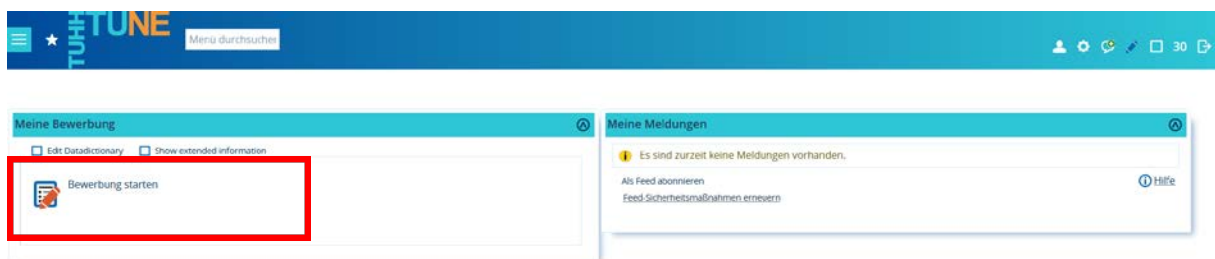 TUHH
TUNE
Menü durchsuchen
30
Meine Bewerbung
Edit Datadictionary
Show extended information
Bewerbung starten
Meine Meldungen
Es sind zurzeit keine Meldungen vorhanden.
Als Feed abonnieren
Hilfe
Feed-Sicherheitsmaßnahmen erneuern